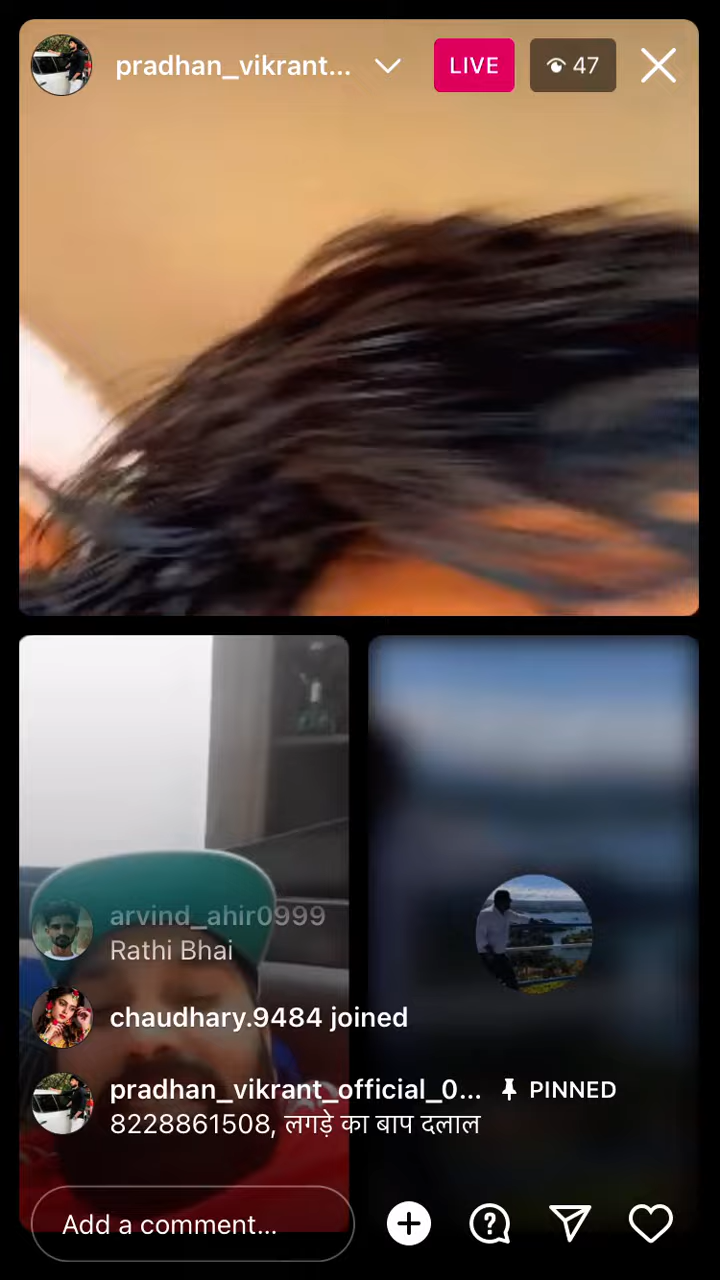 pradhan_vikrant...
LIVE
47
arvind_ahir0999
Rathi Bhai
chaudhary.9484 joined
pradhan_vikrant_official_0... PINNED
8228861508, लगड़े का बाप दलाल
Add a comment...